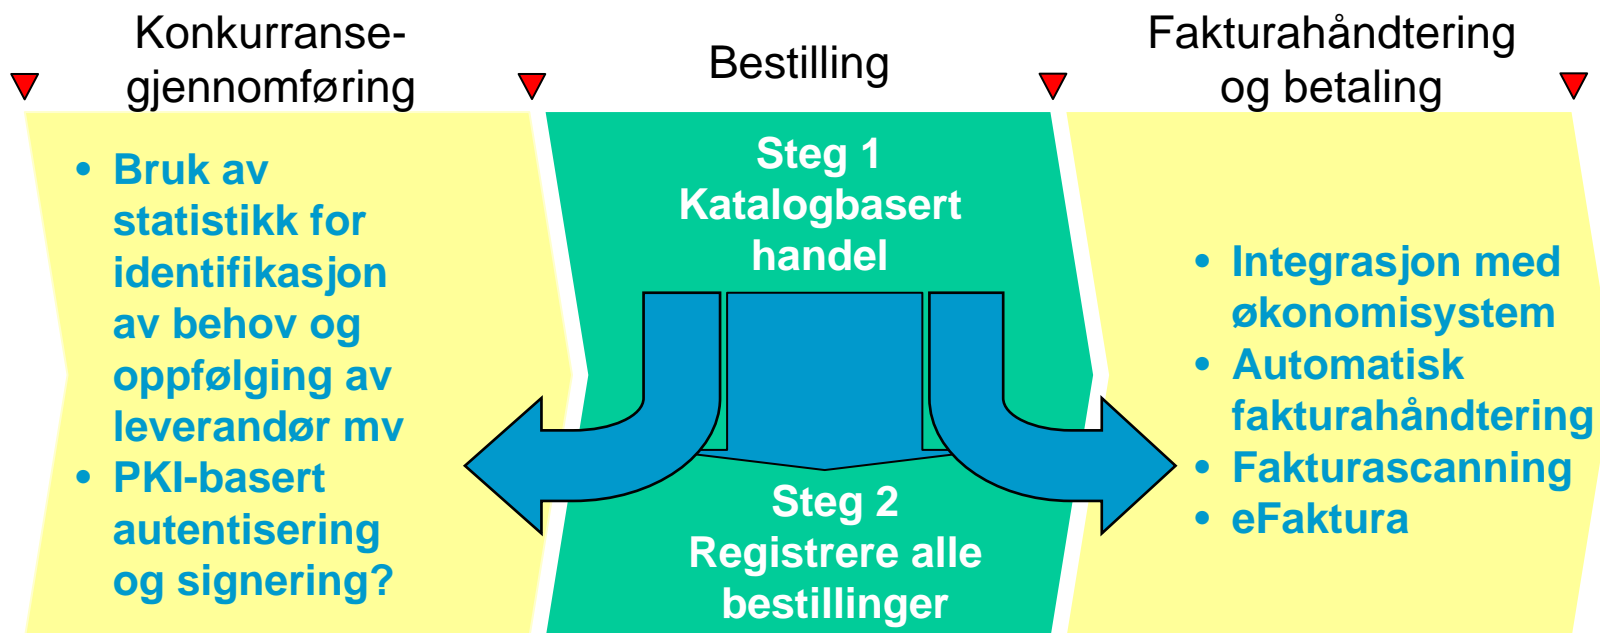 Konkurranse-
gjennomføring
Bestilling
Fakturahåndtering
og betaling
• Bruk av
statistikk for
identifikasjon
av behov og
oppfølging av
leverandør mv
• PKI-basert
autentisering
og signering?
Steg 1
Katalogbasert
handel
Steg 2
Registrere alle
bestillinger
• Integrasjon med
økonomisystem
• Automatisk
fakturahåndtering
• Fakturascanning
• eFaktura